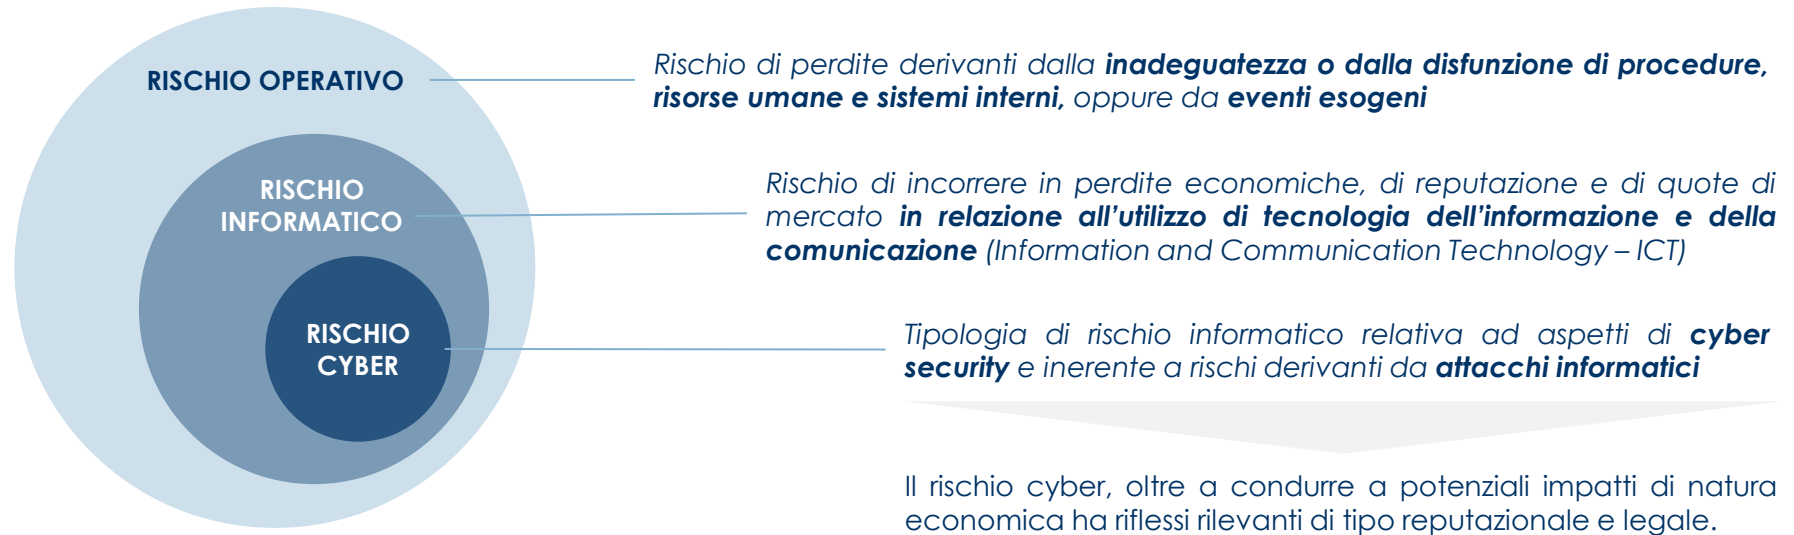 RISCHIO OPERATIVO
Rischio di perdite derivanti dalla inadeguatezza o dalla disfunzione di procedure,
risorse umane e sistemi interni, oppure da eventi esogeni
RISCHIO
INFORMATICO
Rischio di incorrere in perdite economiche, di reputazione e di quote di
mercato in relazione all’utilizzo di tecnologia dell’informazione e della
comunicazione (Information and Communication Technology – ICT)
RISCHIO
CYBER
Tipologia di rischio informatico relativa ad aspetti di cyber
security e inerente a rischi derivanti da attacchi informatici
Il rischio cyber, oltre a condurre a potenziali impatti di natura
economica ha riflessi rilevanti di tipo reputazionale e legale.